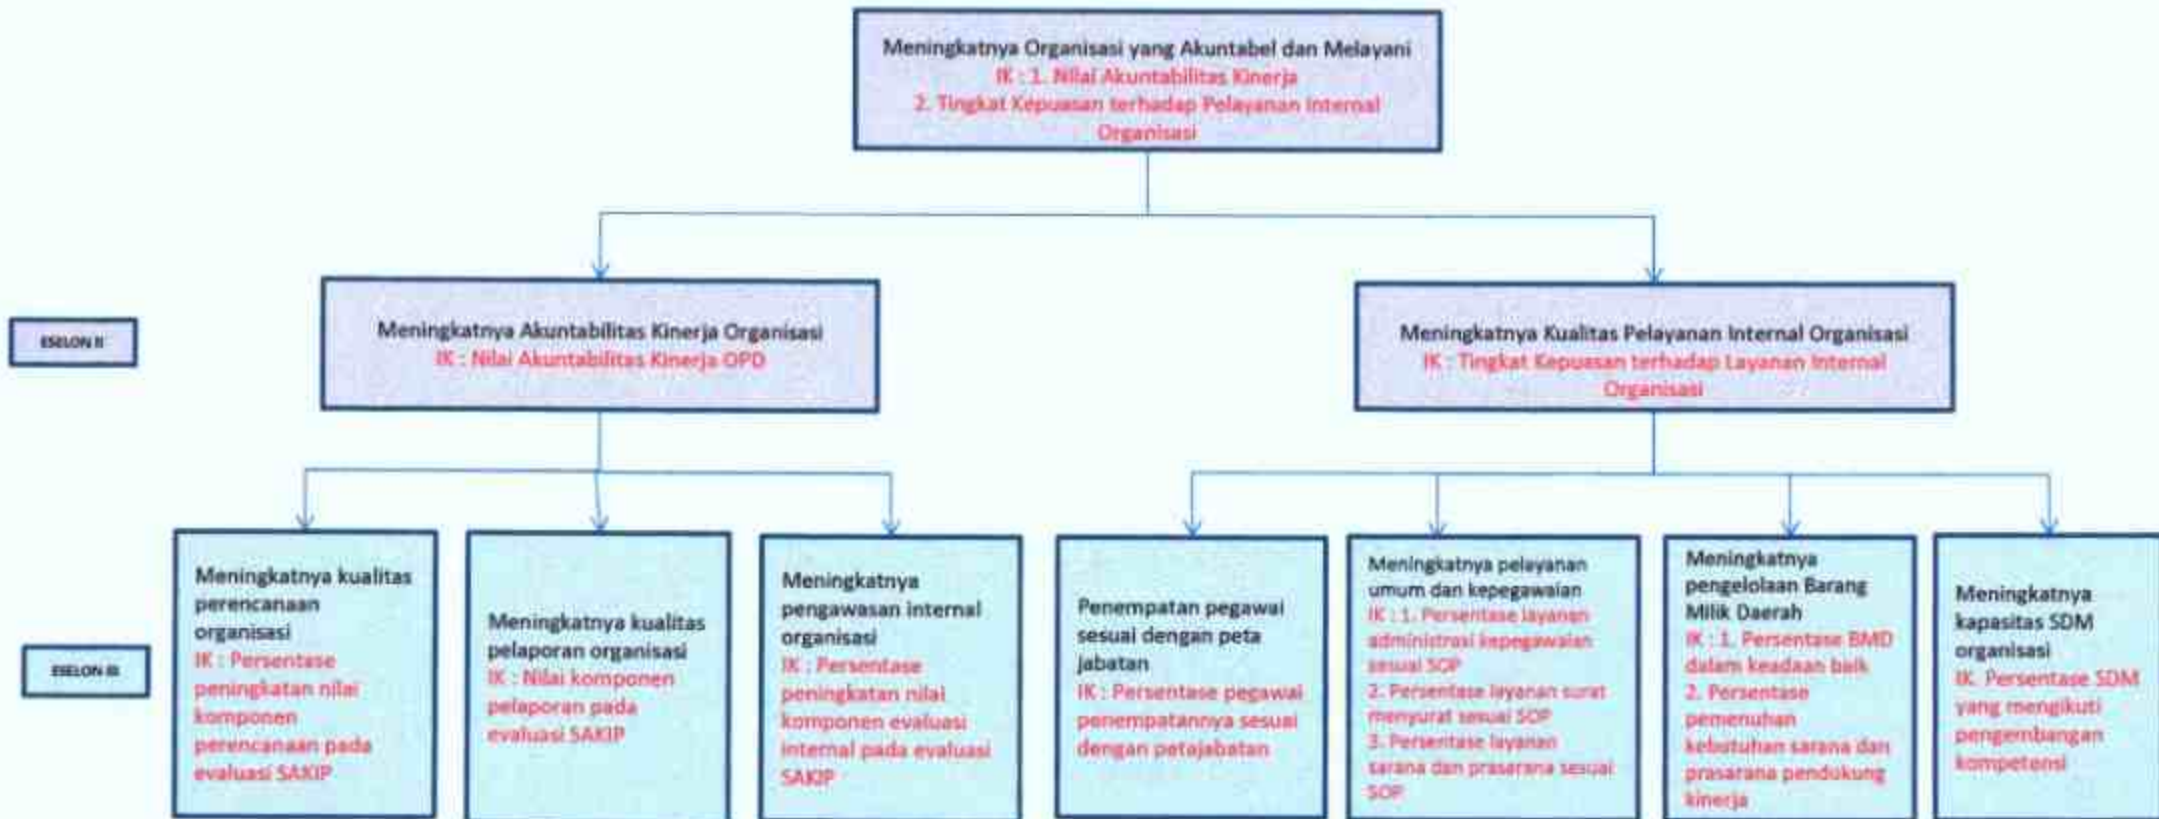 Meningkatnya Organisasi yang Akuntabel dan Melayani
IK : 1. Nilai Akuntabilitas Kinerja
2. Tingkat Kepuasan terhadap Pelayanan Internal
Organisasi
ESELON II
Meningkatnya Akuntabilitas Kinerja Organisasi
IK : Nilai Akuntabilitas Kinerja OPD
Meningkatnya Kualitas Pelayanan Internal Organisasi
IK : Tingkat Kepuasan terhadap Layanan Internal
Organisasi
ESELON III
Meningkatnya kualitas
perencanaan
organisasi
IK : Persentase
peningkatan nilai
komponen
perencanaan pada
evaluasi SAKIP
Meningkatnya kualitas
pelaporan organisasi
IK : Nilai komponen
pelaporan pada
evaluasi SAKIP
Meningkatnya
pengawasan internal
organisasi
IK : Persentase
peningkatan nilai
komponen evaluasi
internal pada evaluasi
SAKIP
Penempatan pegawai
sesuai dengan peta
jabatan
IK : Persentase pegawai
penempatannya sesuai
dengan petajabatan
Meningkatnya pelayanan
umum dan kepegawaian
IK : 1. Persentase layanan
administrasi kepegawaian
sesuai SOP
2. Persentase layanan surat
menyurat sesuai SOP
3. Persentase layanan
sarana dan prasarana sesuai
SOP
Meningkatnya
pengelolaan Barang
Milik Daerah
IK : 1. Persentase BMD
dalam keadaan baik
2. Persentase
pemenuhan
kebutuhan sarana dan
prasarana pendukung
kinerja
Meningkatnya
kapasitas SDM
organisasi
IK. Persentase SDM
yang mengikuti
pengembangan
kompetensi